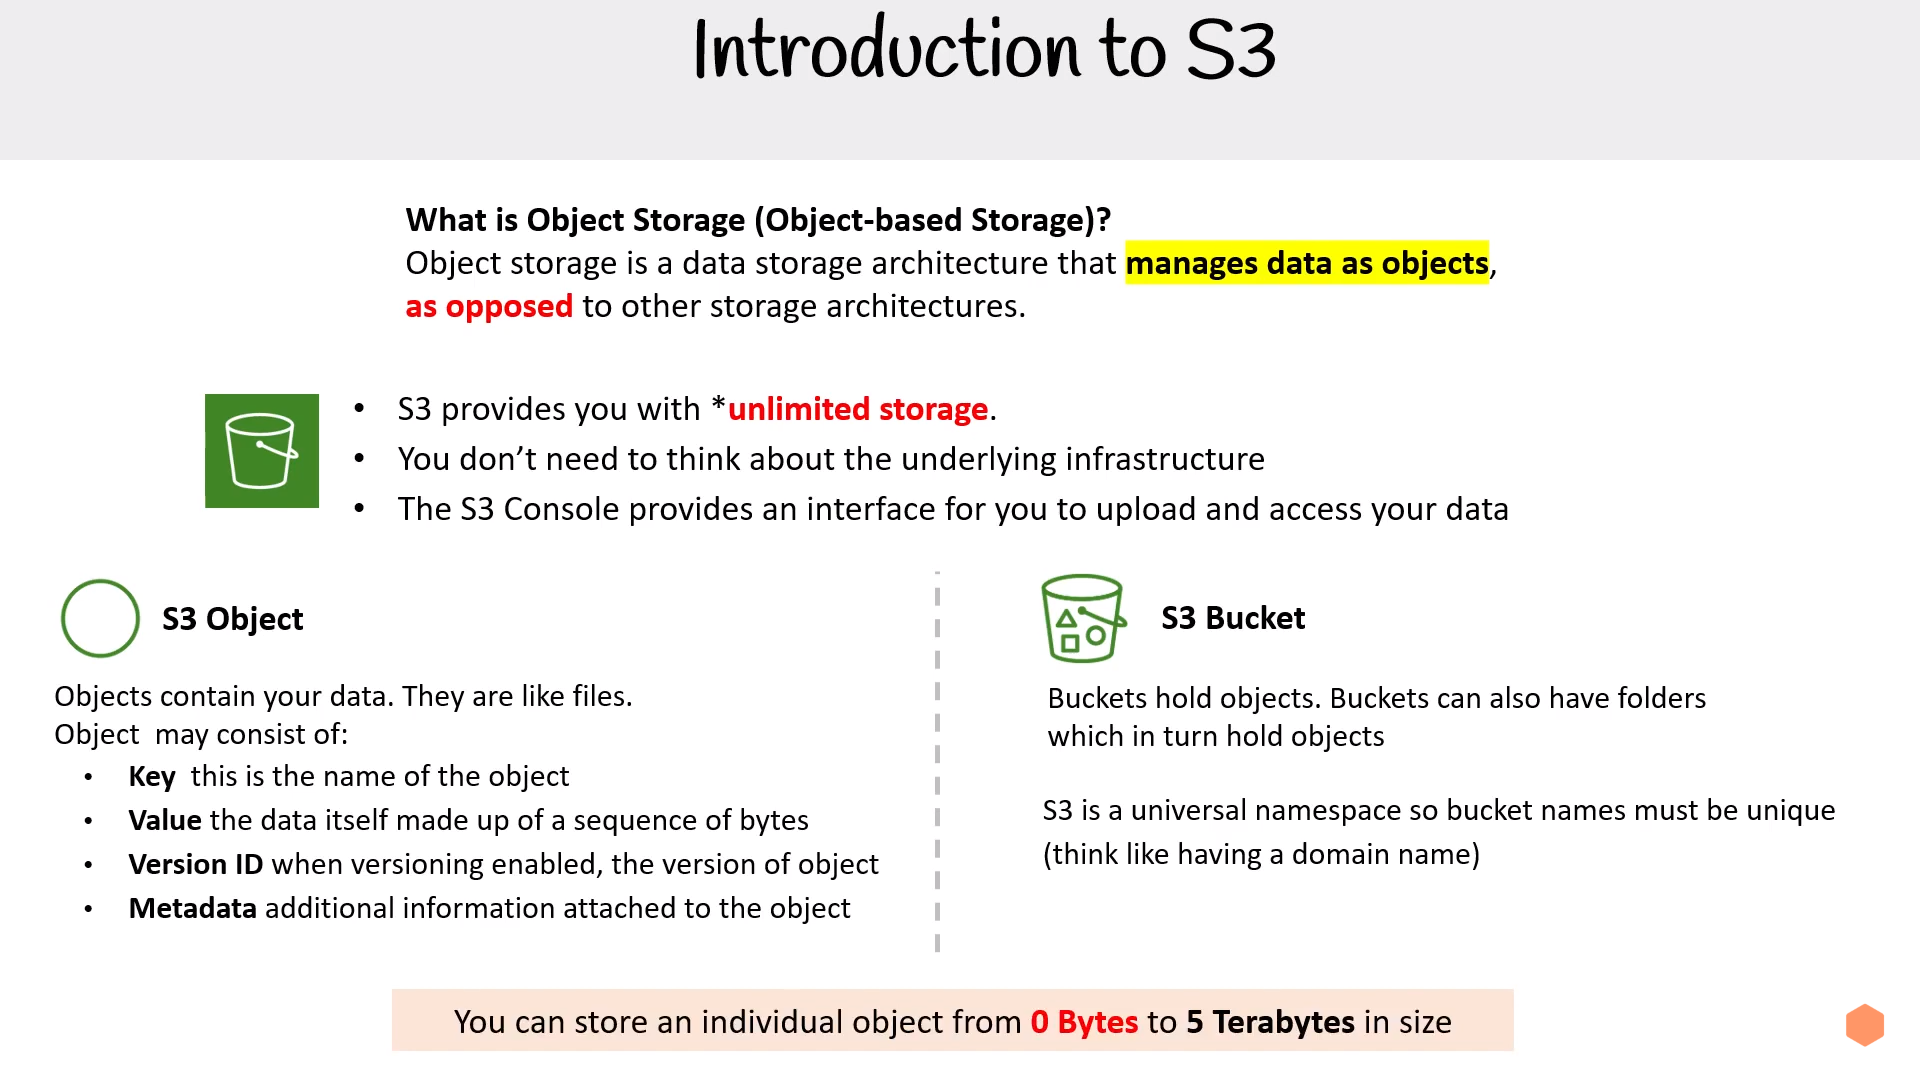 Introduction to S3
What is Object Storage (Object-based Storage)?
Object storage is a data storage architecture that manages data as objects,
as opposed to other storage architectures.
• S3 provides you with *unlimited storage.
• You don’t need to think about the underlying infrastructure
• The S3 Console provides an interface for you to upload and access your data
S3 Object
Objects contain your data. They are like files.
Object  may consist of:
• Key  this is the name of the object
• Value the data itself made up of a sequence of bytes
• Version ID when versioning enabled, the version of object
• Metadata additional information attached to the object
S3 Bucket
Buckets hold objects. Buckets can also have folders
which in turn hold objects
S3 is a universal namespace so bucket names must be unique
(think like having a domain name)
You can store an individual object from 0 Bytes to 5 Terabytes in size